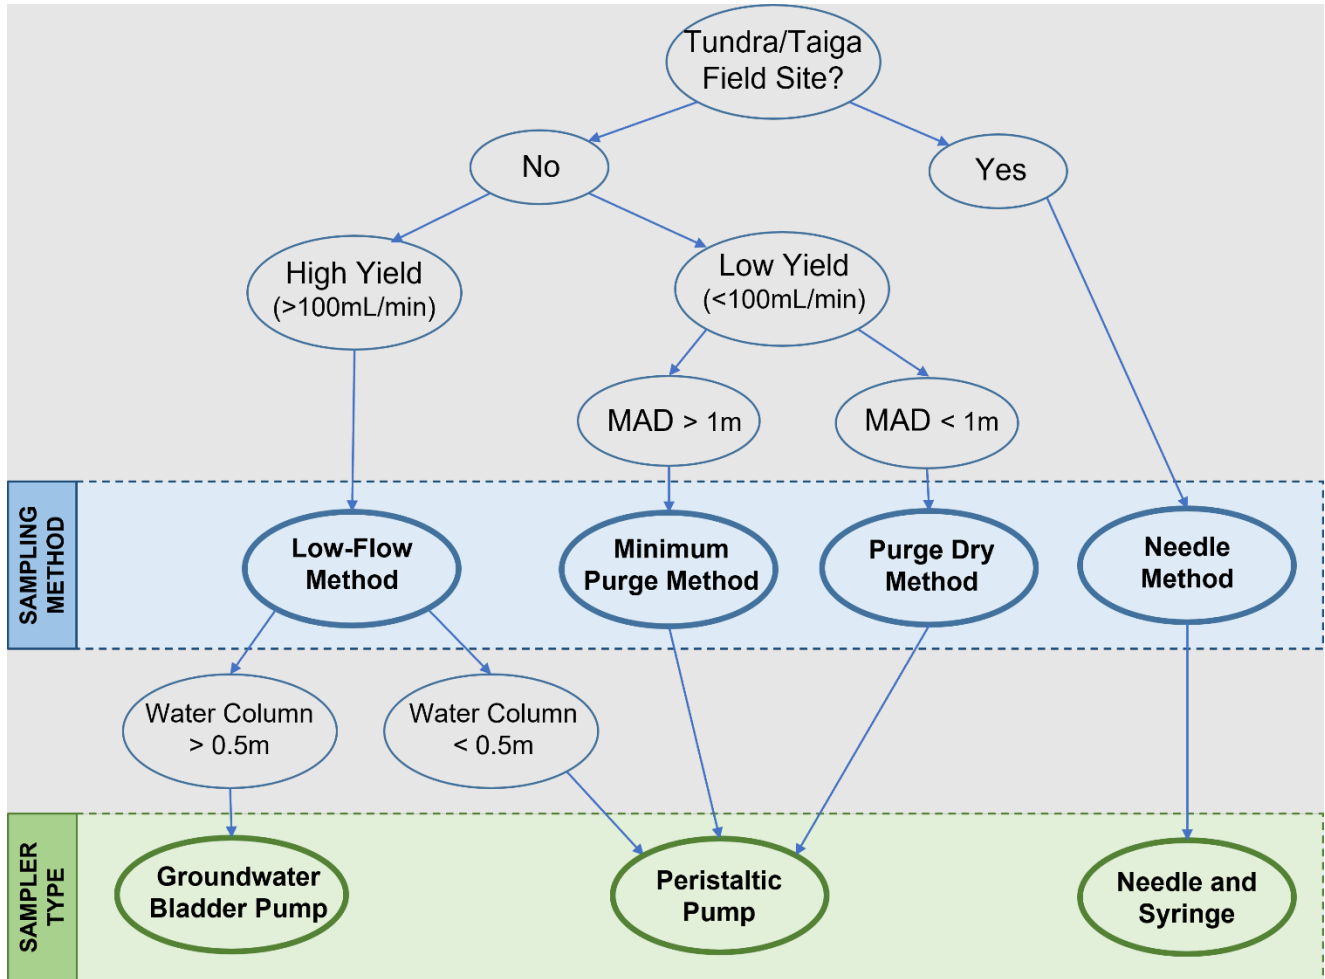 Tundra/Taiga
Field Site?
No
Yes
High Yield
(>100mL/min)
Low Yield
(<100mL/min)
MAD > 1m
MAD < 1m
SAMPLING
METHOD
Low-Flow
Method
Minimum
Purge Method
Purge Dry
Method
Needle
Method
Water Column
> 0.5m
Water Column
< 0.5m
SAMPLER
TYPE
Groundwater
Bladder Pump
Peristaltic
Pump
Needle and
Syringe